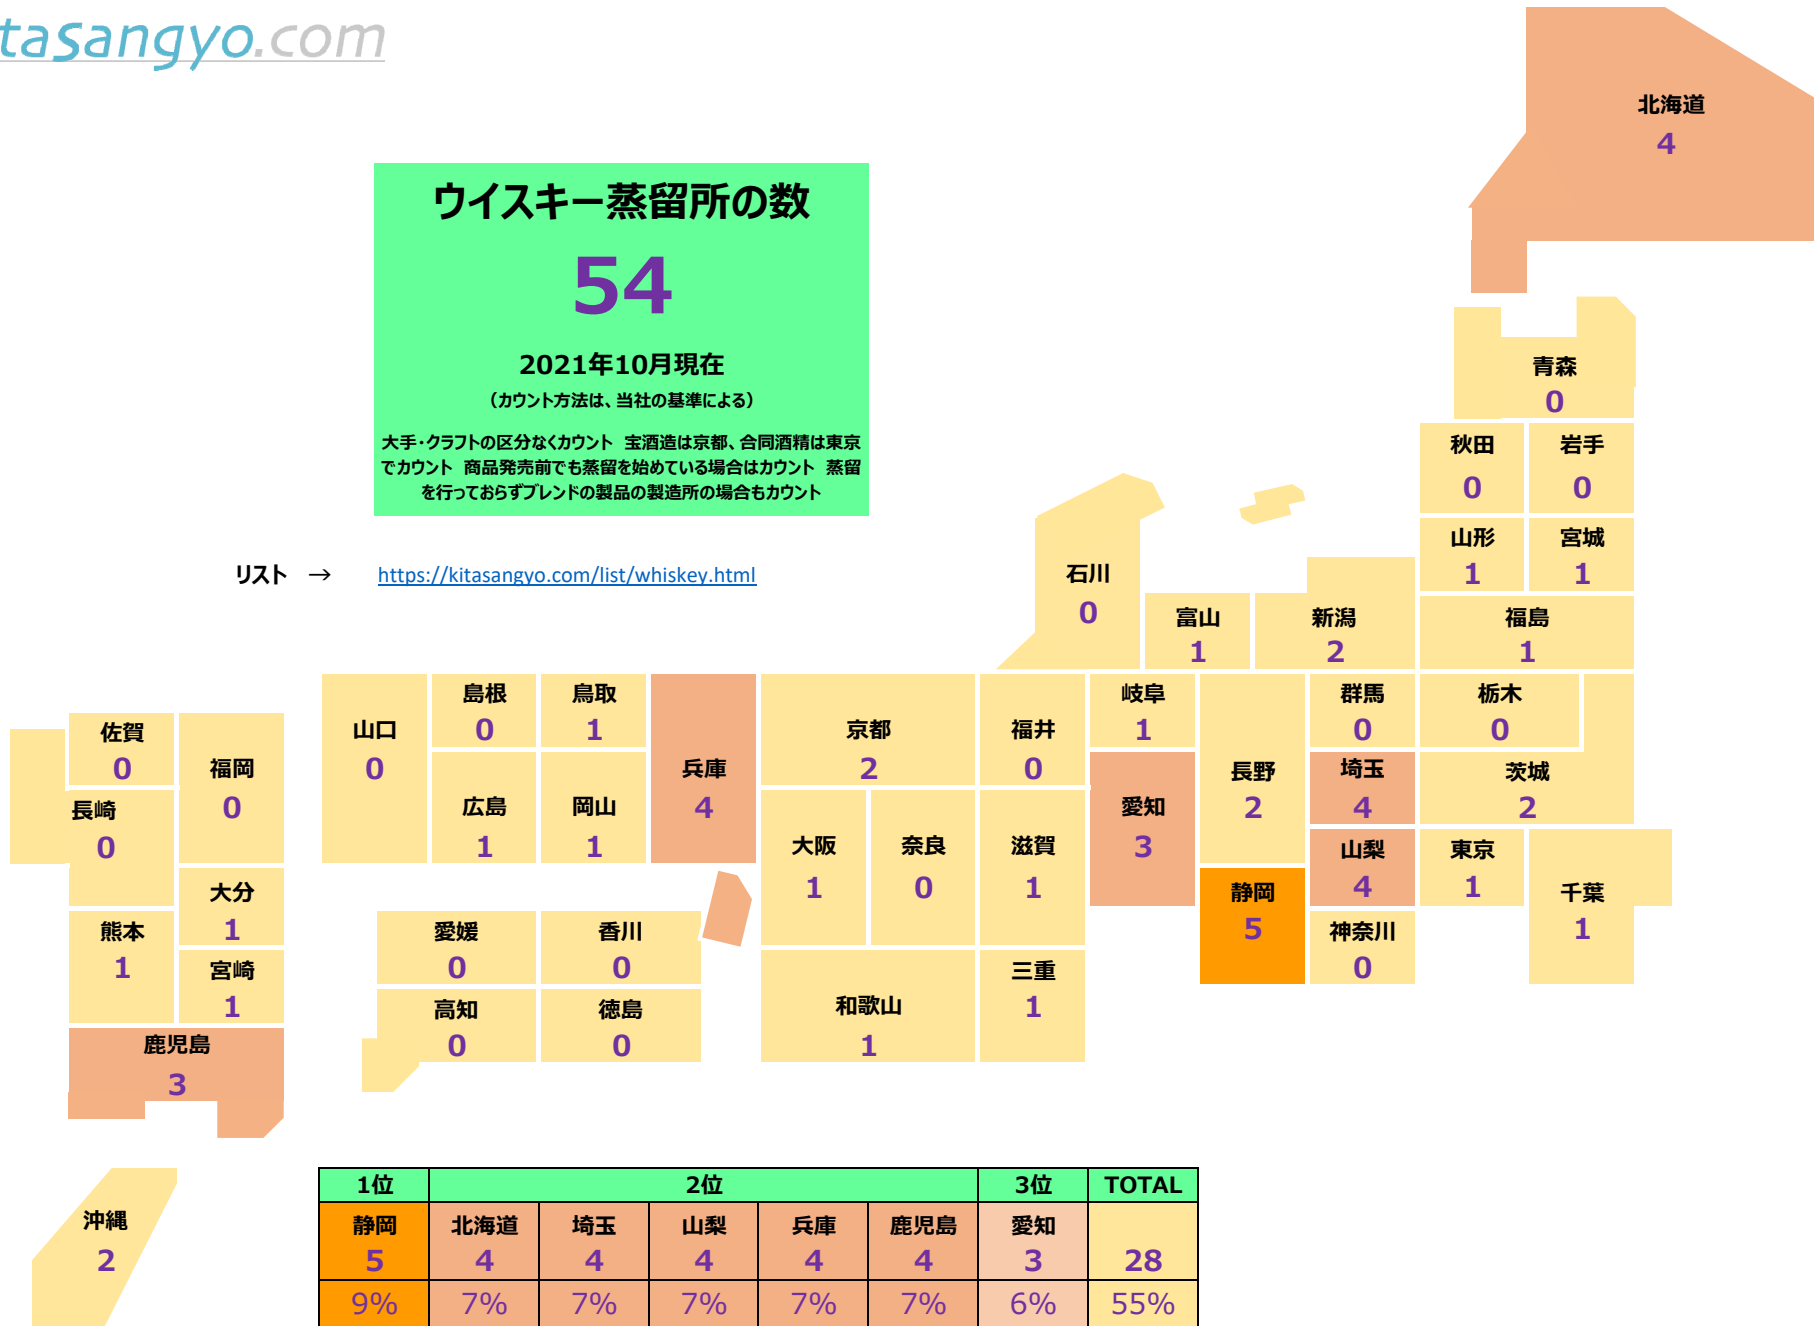 tasangyo.com
ウイスキー蒸留所の数
54
2021年10月現在
（カウント方法は、当社の基準による）
大手・クラフトの区分なくカウント　宝酒造は京都、合同酒精は東京
でカウント　商品発売前でも蒸留を始めている場合はカウント　蒸留
を行っておらずブレンドの製品の製造所の場合もカウント
リスト　→　https://kitasangyo.com/list/whiskey.html
北海道
4
青森
0
秋田
0
岩手
0
山形
1
宮城
1
福島
1
石川
0
富山
1
新潟
2
岐阜
1
群馬
0
栃木
0
長野
2
埼玉
4
茨城
2
愛知
3
山梨
4
東京
1
千葉
1
静岡
5
神奈川
0
京都
2
福井
0
大阪
1
奈良
0
滋賀
1
和歌山
1
三重
1
山口
0
島根
0
鳥取
1
兵庫
4
広島
1
岡山
1
愛媛
0
香川
0
高知
0
徳島
0
佐賀
0
福岡
0
長崎
0
大分
1
熊本
1
宮崎
1
鹿児島
3
沖縄
2
1位 2位 3位 TOTAL
静岡 北海道 埼玉 山梨 兵庫 鹿児島 愛知
5 4 4 4 4 4 3 28
9% 7% 7% 7% 7% 7% 6% 55%